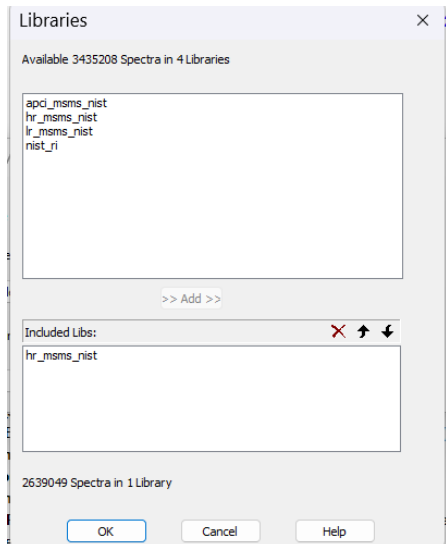 Libraries
Available 3435208 Spectra in 4 Libraries
apci_msms_nist
hr_msms_nist
lr_msms_nist
nist_ri
>> Add >>
Included Libs:
hr_msms_nist
2639049 Spectra in 1 Library
OK Cancel Help